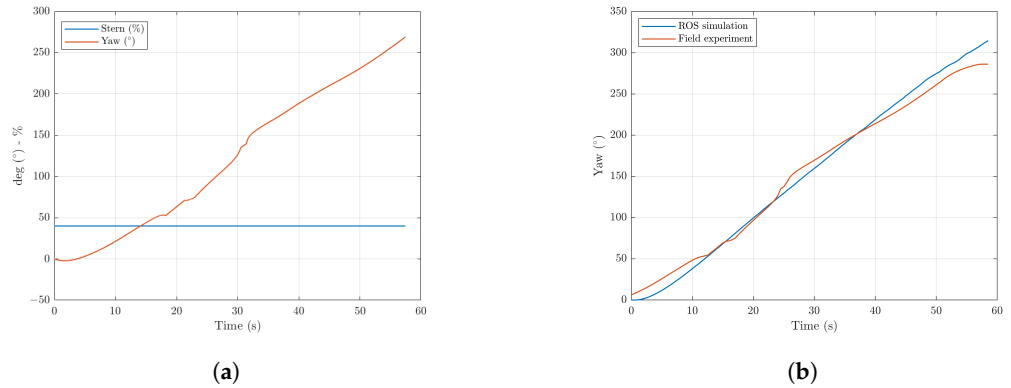 300
250
200
150
100
50
0
−50
deg (°) - %
Stern (%)
Yaw (°)
0 10 20 30 40 50 60
Time (s)
(a)
350
300
250
200
150
100
50
0
Yaw (°)
ROS simulation
Field experiment
0 10 20 30 40 50 60
Time (s)
(b)